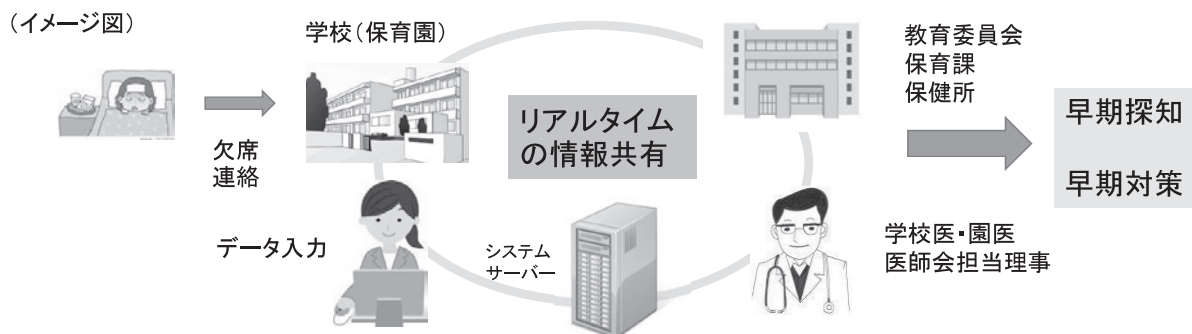 (イメージ図)
学校(保育園)
欠席
連絡
データ入力
リアルタイム
の情報共有
システム
サーバー
教育委員会
保育課
保健所
学校医・園医
医師会担当理事
早期探知
早期対策